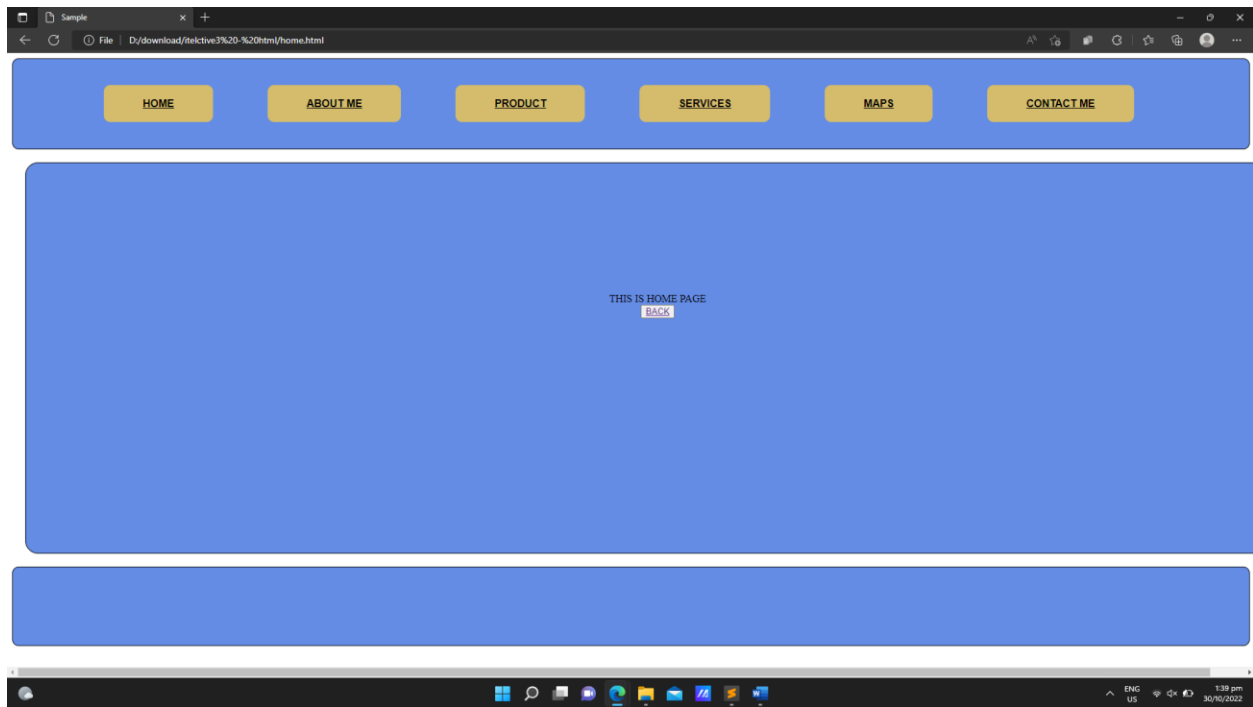 Sample
File D:/download/itelctive3%20-%20html/home.html
HOME ABOUT ME PRODUCT SERVICES MAPS CONTACT ME
THIS IS HOME PAGE
BACK
ENG
US
1:39 pm
30/10/2022